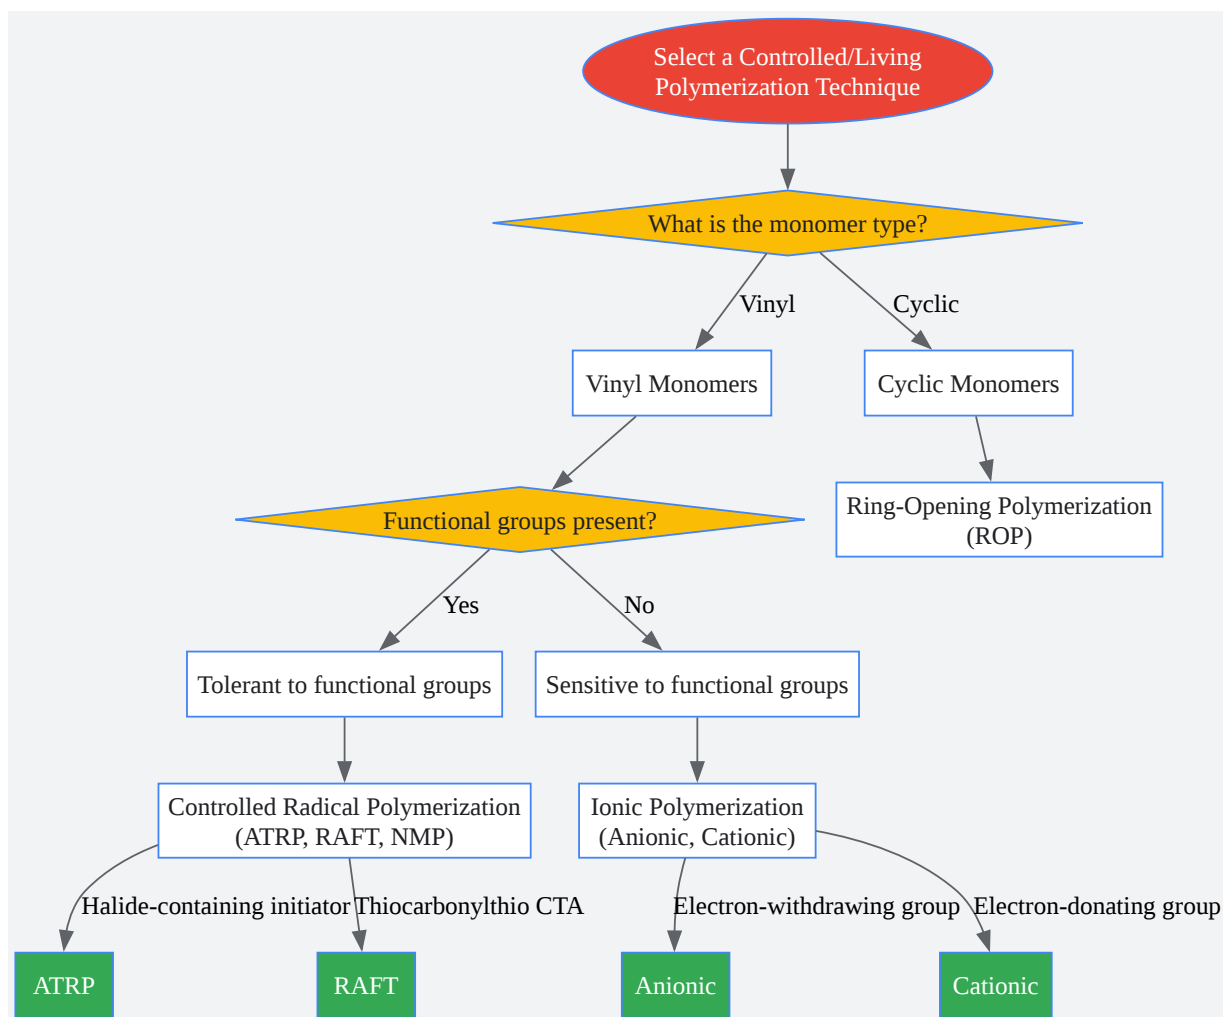 Select a Controlled/Living
Polymerization Technique
What is the monomer type?
Vinyl
Cyclic
Vinyl Monomers
Cyclic Monomers
Ring-Opening Polymerization
(ROP)
Functional groups present?
Yes
No
Tolerant to functional groups
Sensitive to functional groups
Controlled Radical Polymerization
(ATRP, RAFT, NMP)
Ionic Polymerization
(Anionic, Cationic)
Halide-containing initiator
Thiocarbonylthio CTA
Electron-withdrawing group
Electron-donating group
ATRP
RAFT
Anionic
Cationic